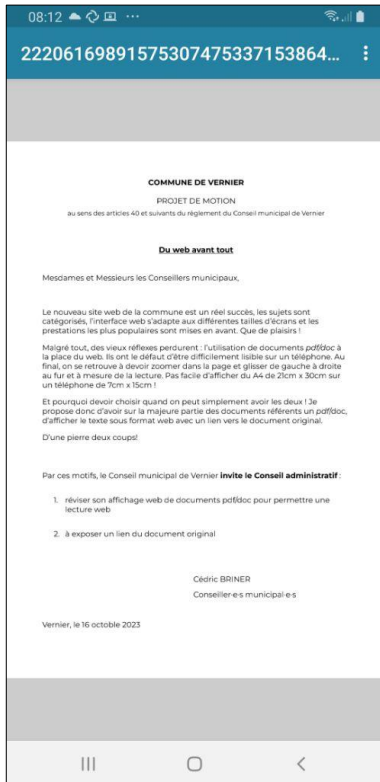 08:12
22206169891575307475337153864...
COMMUNE DE VERNIER
PROJET DE MOTION
au sens des articles 40 et suivants du règlement du Conseil municipal de Vernier
Du web avant tout
Mesdames et Messieurs les Conseillers municipaux,
Le nouveau site web de la commune est un réel succès, les sujets sont
catégorisés, l'interface web s'adapte aux différentes tailles d'écrans et les
prestations les plus populaires sont mises en avant. Que de plaisirs !
Malgré tout, des vieux réflexes perdurent : l'utilisation de documents pdf/doc à
la place du web. Ils ont le défaut d'être difficilement lisible sur un téléphone. Au
final, on se retrouve à devoir zoomer dans la page et glisser de gauche à droite
au fur et à mesure de la lecture. Pas facile d'afficher du A4 de 21cm x 30cm sur
un téléphone de 7cm x 15cm !
Et pourquoi devoir choisir quand on peut simplement avoir les deux ! Je
propose donc d'avoir sur la majeure partie des documents référents un pdf/doc,
d'afficher le texte sous format web avec un lien vers le document original.
D'une pierre deux coups!
Par ces motifs, le Conseil municipal de Vernier invite le Conseil administratif :
1. réviser son affichage web de documents pdf/doc pour permettre une
lecture web
2. à exposer un lien du document original
Cédric BRINER
Conseiller·e·s municipal·e·s
Vernier, le 16 octobre 2023